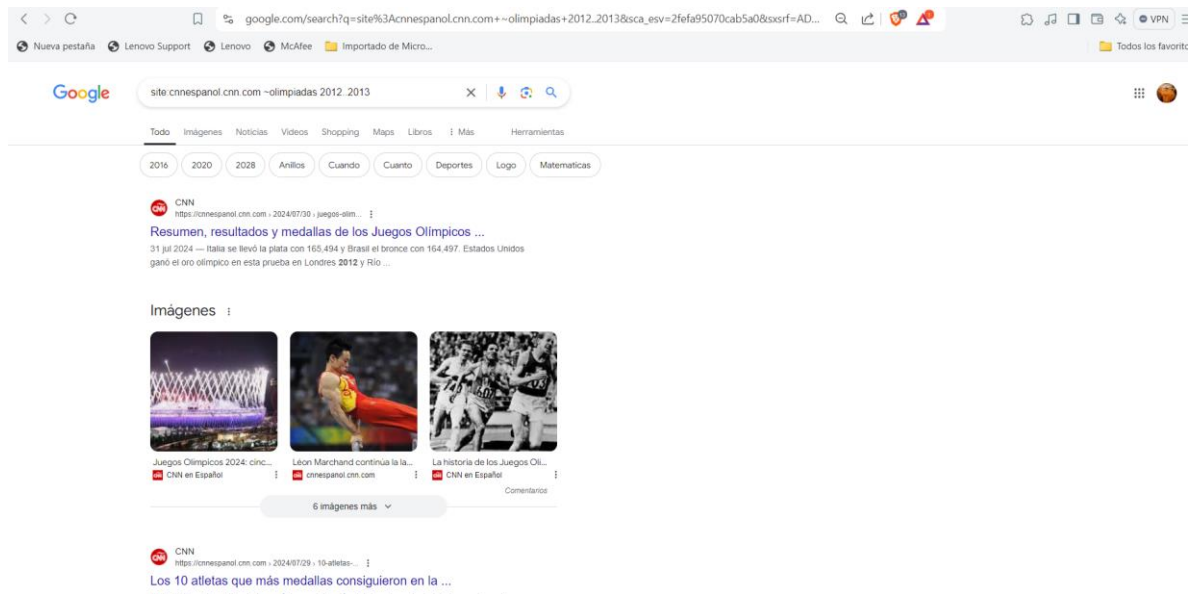 google.com/search?q=site%3Acnnespanol.cnn.com+~olimpiadas+2012..2013&sca_esv=2fefa95070cab5a0&sxsrf=AD...
VPN
Nueva pestaña Lenovo Support Lenovo McAfee Importado de Micro... Todos los favorito
Google
site:cnnespanol.cnn.com ~olimpiadas 2012..2013
Todo Imágenes Noticias Videos Shopping Maps Libros Más Herramientas
2016 2020 2028 Anillos Cuando Cuanto Deportes Logo Matematicas
CNN
https://cnnespanol.cnn.com › 2024/07/30 › juegos-olim...
Resumen, resultados y medallas de los Juegos Olímpicos ...
31 jul 2024 — Italia se llevó la plata con 165,494 y Brasil el bronce con 164,497. Estados Unidos
ganó el oro olímpico en esta prueba en Londres 2012 y Río ...
Imágenes
Juegos Olímpicos 2024: cinc... Léon Marchand continúa la la... La historia de los Juegos Olí...
CNN en Español cnnespanol.cnn.com CNN en Español
Comentarios
6 imágenes más
CNN
https://cnnespanol.cnn.com › 2024/07/29 › 10-atletas-...
Los 10 atletas que más medallas consiguieron en la ...